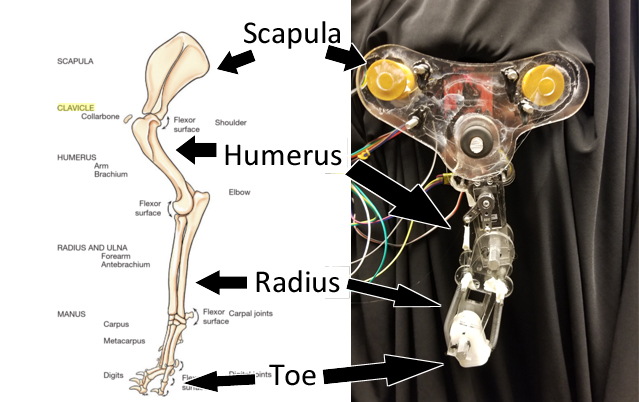 Scapula
SCAPULA
CLAVICLE
Collarbone
Flexor
surface
Shoulder
Humerus
HUMERUS
Arm
Brachium
Elbow
Flexor
surface
RADIUS AND ULNA
Forearm
Antebrachium
Radius
MANUS
Flexor
surface
Carpal joints
Carpus
Metacarpus
Digits
Toe